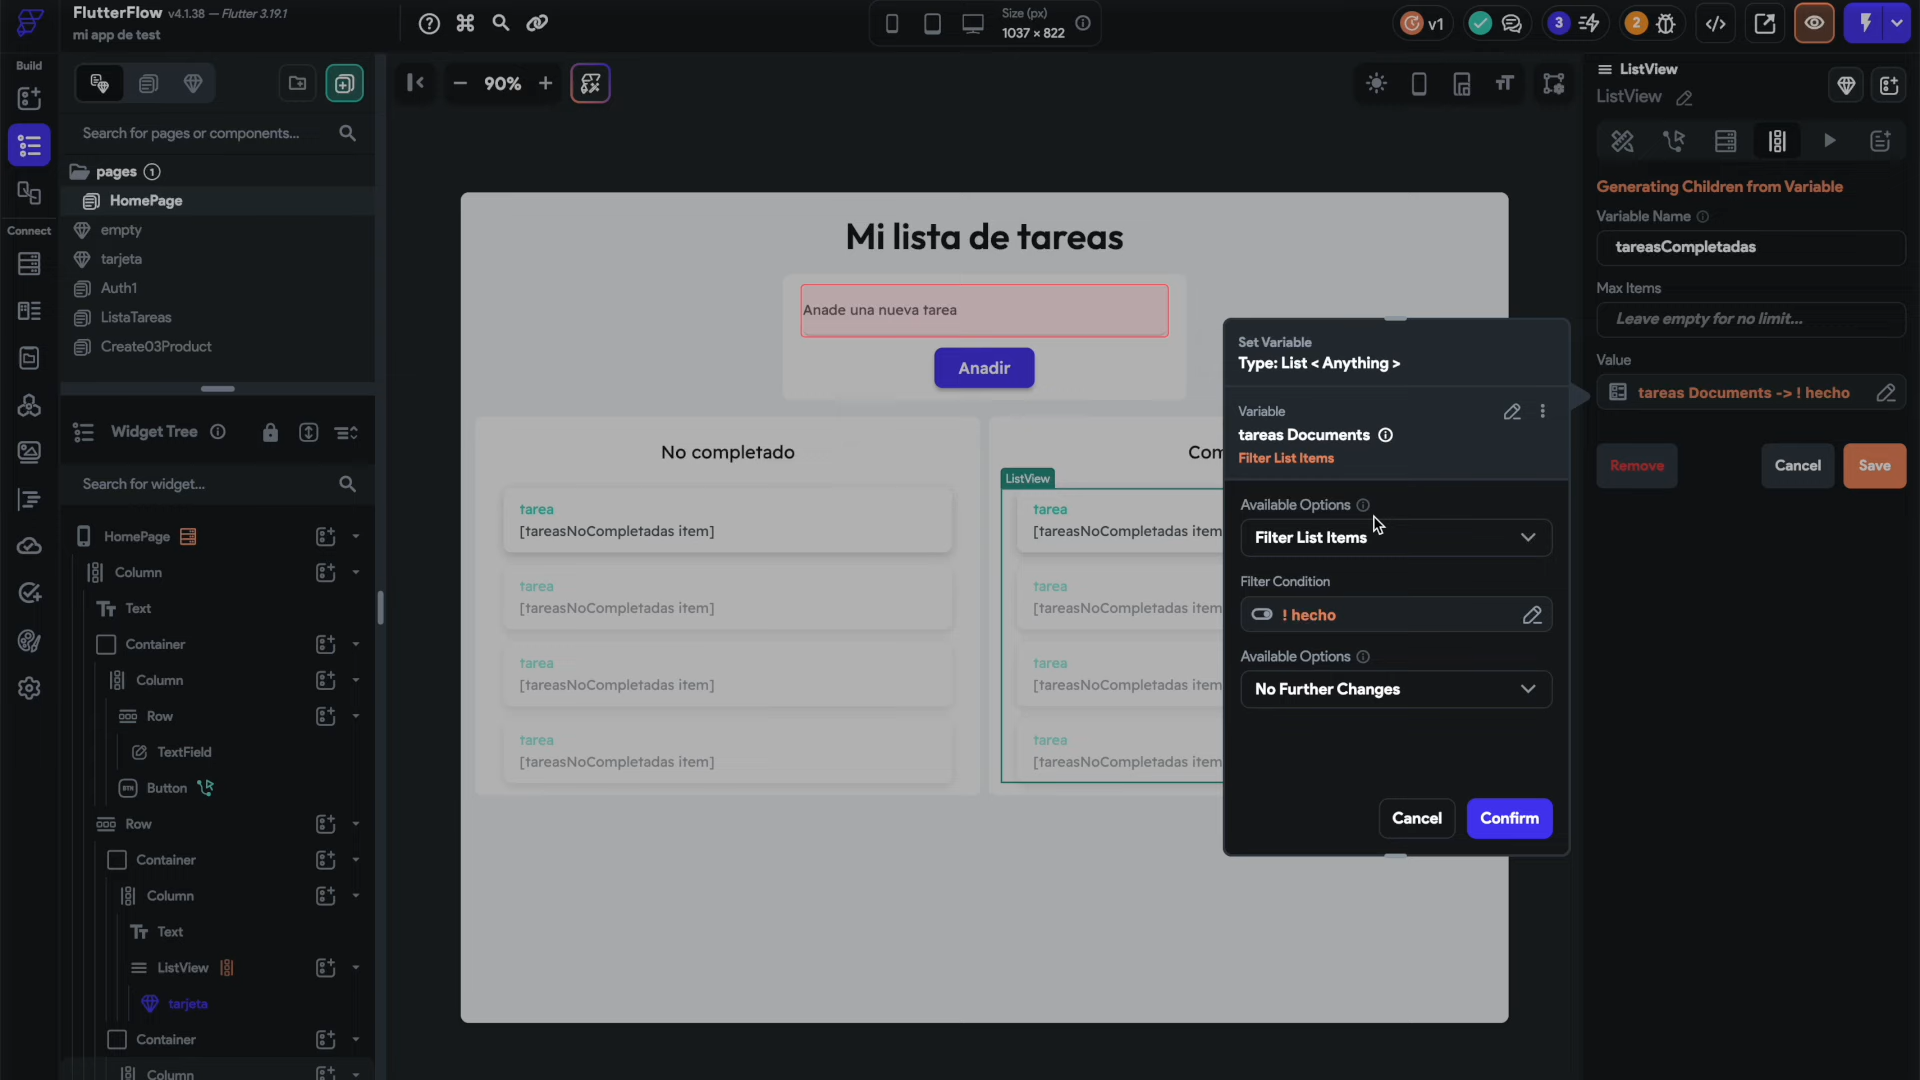 FlutterFlow v4.1.38 — Flutter 3.19.1
mi app de test
Size (px)
1037 × 822
v1
3
2
Build
Connect
Search for pages or components...
pages 1
HomePage
empty
tarjeta
Auth1
ListaTareas
Create03Product
Widget Tree
Search for widget...
HomePage
Column
Text
Container
Column
Row
TextField
Button
Row
Container
Column
Text
ListView
tarjeta
Container
Column
90%
Mi lista de tareas
Anade una nueva tarea
Anadir
No completado
tarea
[tareasNoCompletadas item]
tarea
[tareasNoCompletadas item]
tarea
[tareasNoCompletadas item]
tarea
[tareasNoCompletadas item]
Com
ListView
tarea
[tareasNoCompletadas item
tarea
[tareasNoCompletadas item
tarea
[tareasNoCompletadas item
tarea
[tareasNoCompletadas item
Set Variable
Type: List < Anything >
Variable
tareas Documents
Filter List Items
Available Options
Filter List Items
Filter Condition
! hecho
Available Options
No Further Changes
Cancel
Confirm
ListView
ListView
Generating Children from Variable
Variable Name
tareasCompletadas
Max Items
Leave empty for no limit...
Value
tareas Documents -> ! hecho
Remove
Cancel
Save